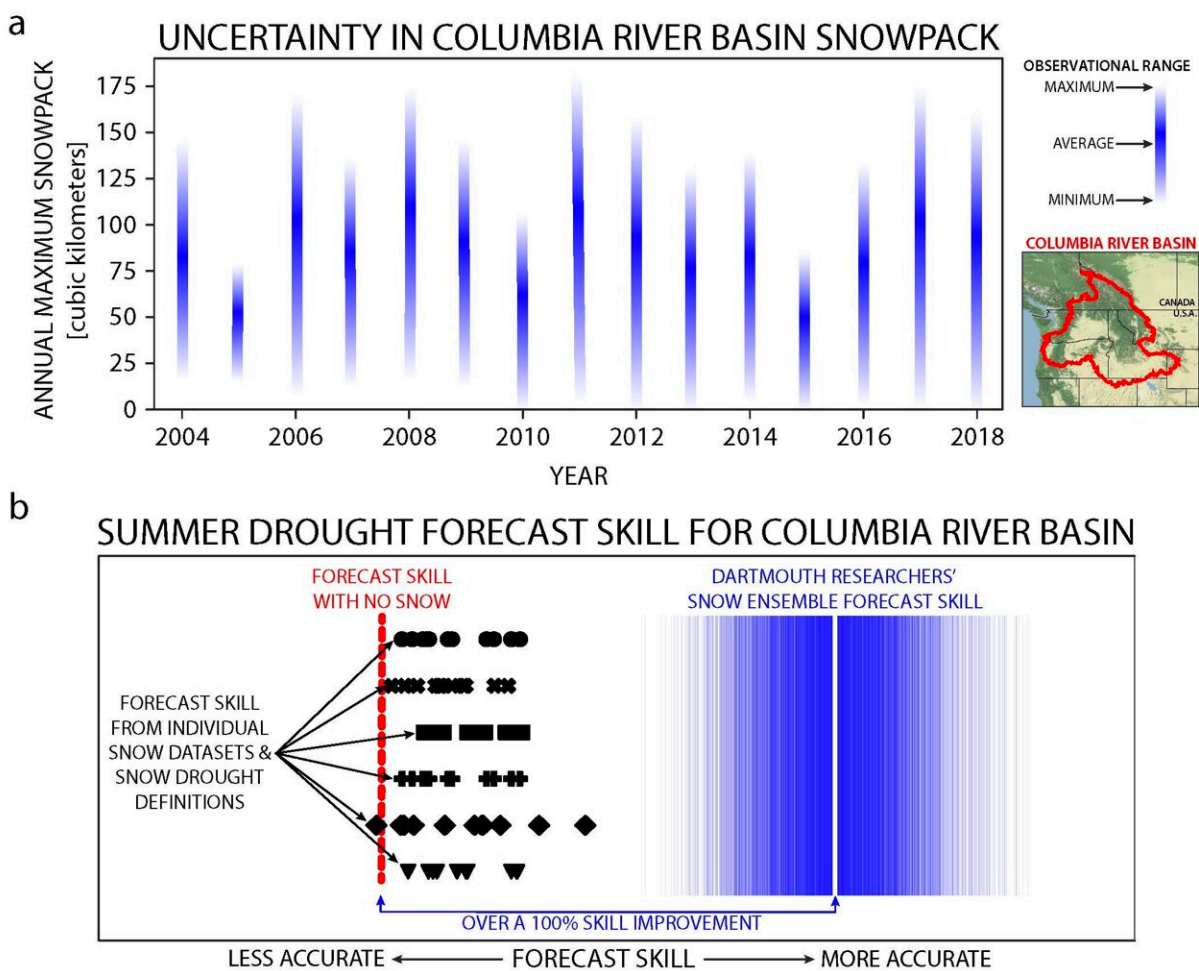 a
UNCERTAINTY IN COLUMBIA RIVER BASIN SNOWPACK
ANNUAL MAXIMUM SNOWPACK
[cubic kilometers]
175
150
125
100
75
50
25
0
2004
2006
2008
2010
2012
2014
2016
2018
YEAR
OBSERVATIONAL RANGE
MAXIMUM
AVERAGE
MINIMUM
COLUMBIA RIVER BASIN
CANADA
U.S.A.
b
SUMMER DROUGHT FORECAST SKILL FOR COLUMBIA RIVER BASIN
FORECAST SKILL
WITH NO SNOW
DARTMOUTH RESEARCHERS'
SNOW ENSEMBLE FORECAST SKILL
FORECAST SKILL
FROM INDIVIDUAL
SNOW DATASETS &
SNOW DROUGHT
DEFINITIONS
OVER A 100% SKILL IMPROVEMENT
LESS ACCURATE FORECAST SKILL MORE ACCURATE